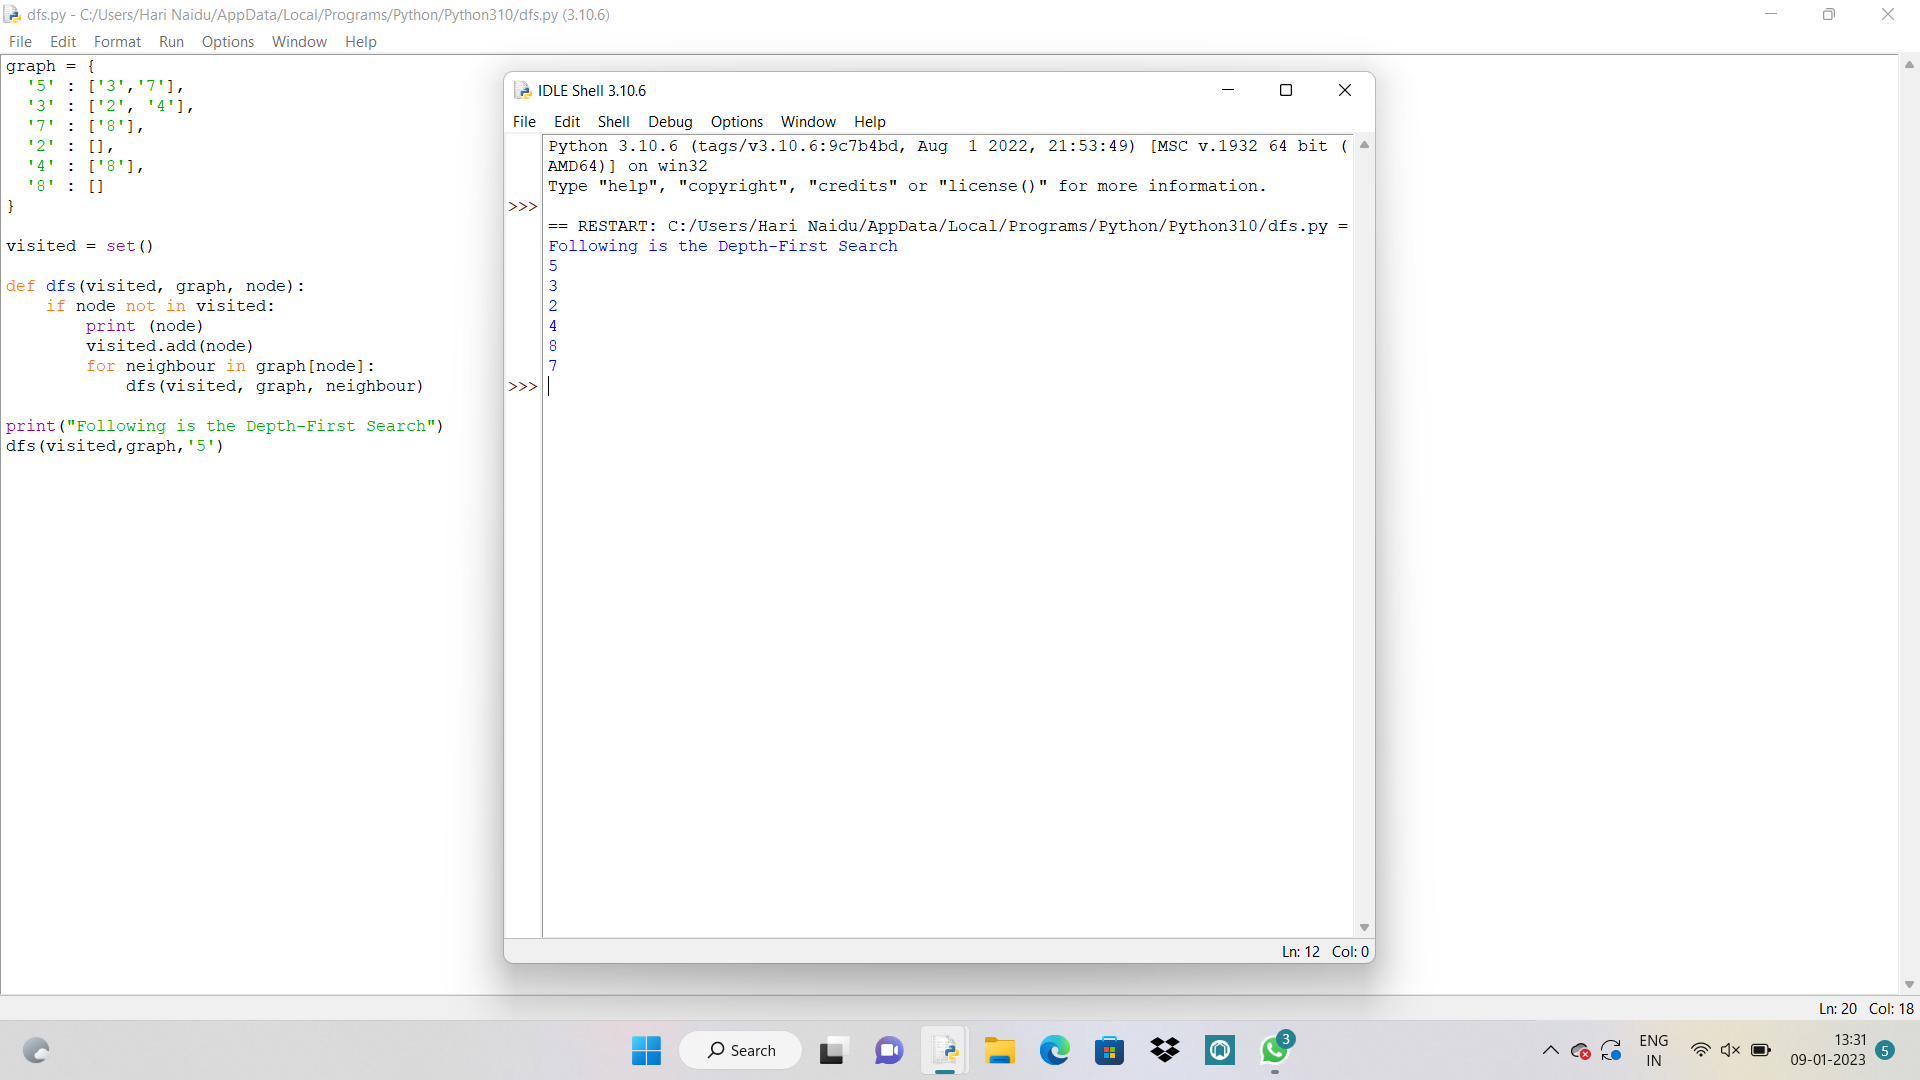 dfs.py - C:/Users/Hari Naidu/AppData/Local/Programs/Python/Python310/dfs.py (3.10.6)
File Edit Format Run Options Window Help
graph = {
  '5' : ['3','7'],
  '3' : ['2', '4'],
  '7' : ['8'],
  '2' : [],
  '4' : ['8'],
  '8' : []
}
visited = set()
def dfs(visited, graph, node):
    if node not in visited:
        print (node)
        visited.add(node)
        for neighbour in graph[node]:
            dfs(visited, graph, neighbour)
print("Following is the Depth-First Search")
dfs(visited,graph,'5')
IDLE Shell 3.10.6
File Edit Shell Debug Options Window Help
Python 3.10.6 (tags/v3.10.6:9c7b4bd, Aug  1 2022, 21:53:49) [MSC v.1932 64 bit (
AMD64)] on win32
Type "help", "copyright", "credits" or "license()" for more information.
>>>
== RESTART: C:/Users/Hari Naidu/AppData/Local/Programs/Python/Python310/dfs.py =
Following is the Depth-First Search
5
3
2
4
8
7
>>>
Ln: 12 Col: 0
Ln: 20 Col: 18
Search
3
ENG
IN
13:31
09-01-2023
5